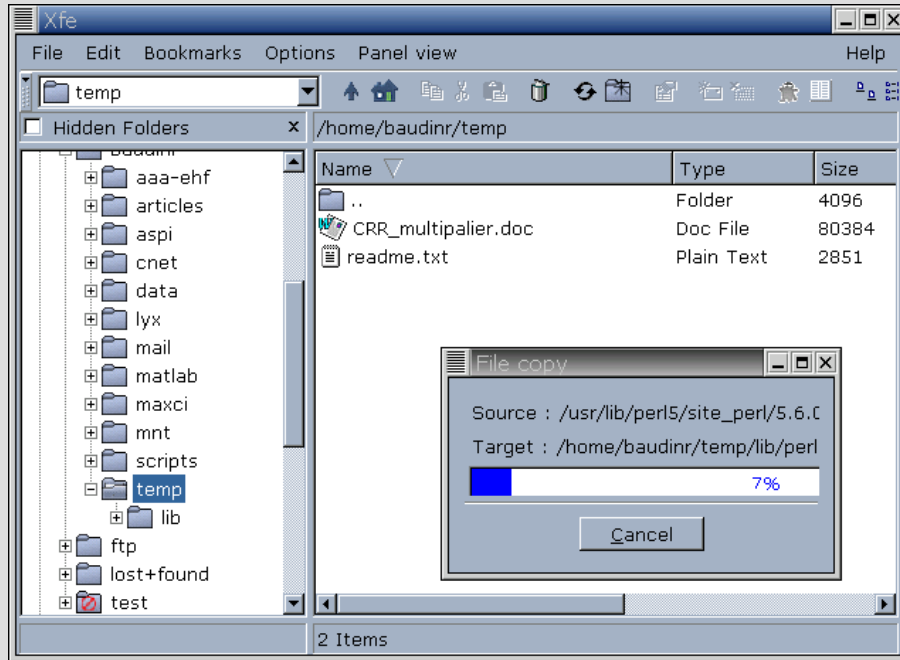 Xfe
File Edit Bookmarks Options Panel view Help
temp
Hidden Folders x /home/baudinr/temp
Name Type Size
.. Folder 4096
CRR_multipalier.doc Doc File 80384
readme.txt Plain Text 2851
baudinr
aaa-ehf
articles
aspi
cnet
data
lyx
mail
matlab
maxci
mnt
scripts
temp
lib
ftp
lost+found
test
File copy
Source : /usr/lib/perl5/site_perl/5.6.0
Target : /home/baudinr/temp/lib/perl
7%
Cancel
2 Items